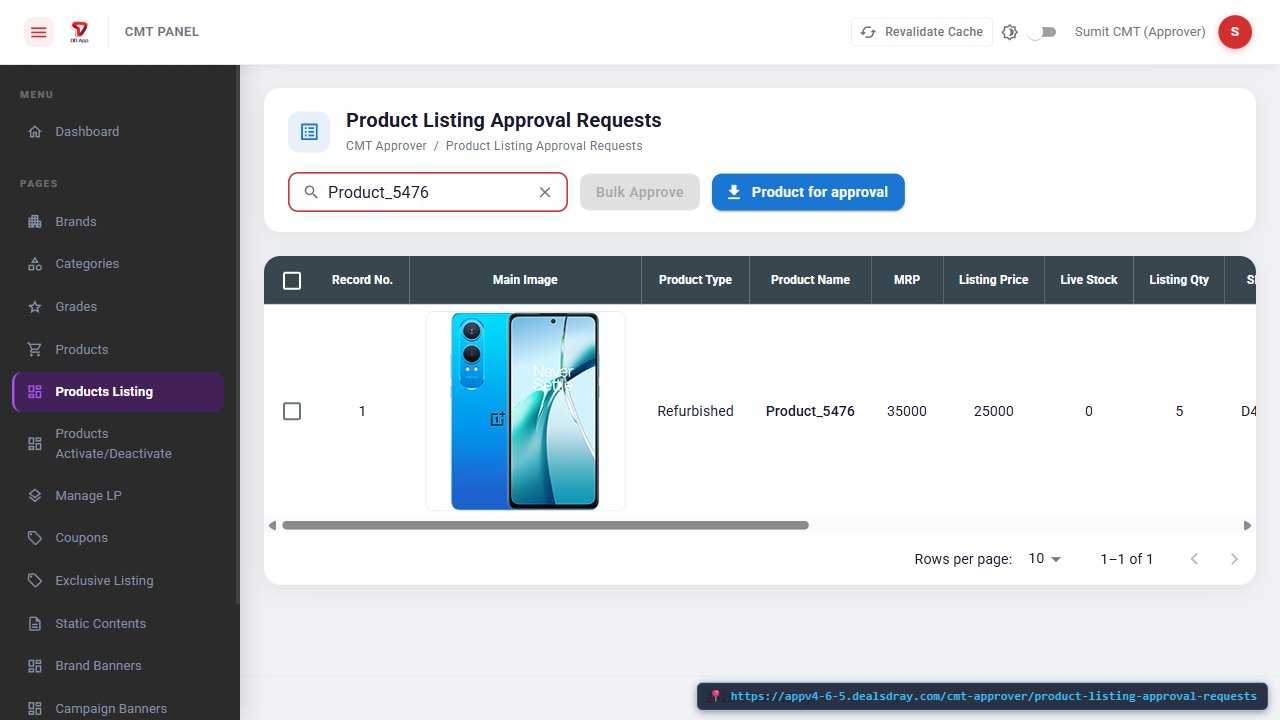 DD App
CMT PANEL
Revalidate Cache
Sumit CMT (Approver)
S
MENU
Dashboard
PAGES
Brands
Categories
Grades
Products
Products Listing
Products
Activate/Deactivate
Manage LP
Coupons
Exclusive Listing
Static Contents
Brand Banners
Campaign Banners
Product Listing Approval Requests
CMT Approver / Product Listing Approval Requests
Product_5476
Bulk Approve
Product for approval
Record No. Main Image Product Type Product Name MRP Listing Price Live Stock Listing Qty
1 Refurbished Product_5476 35000 25000 0 5 D4
Never
Settle
Rows per page: 10 1–1 of 1
https://appv4-6-5.dealsdray.com/cmt-approver/product-listing-approval-requests